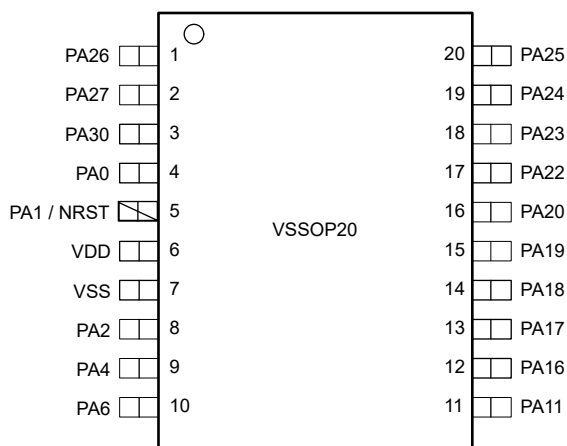 PA26 1 20 PA25
PA27 2 19 PA24
PA30 3 18 PA23
PA0 4 17 PA22
PA1 / NRST 5 16 PA20
VSSOP20
VDD 6 15 PA19
VSS 7 14 PA18
PA2 8 13 PA17
PA4 9 12 PA16
PA6 10 11 PA11